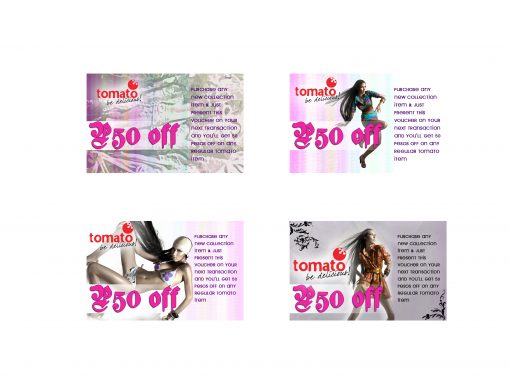 tomato
be delicious!
₱50 off
PURCHASE ANY
NEW COLLECTION
ITEM & JUST
PRESENT THIS
VOUCHER ON YOUR
NEXT TRANSACTION
AND YOU'LL GET 50
PESOS OFF ON ANY
REGULAR TOMATO
ITEM
tomato
be delicious!
₱50 off
PURCHASE ANY
NEW COLLECTION
ITEM & JUST
PRESENT THIS
VOUCHER ON YOUR
NEXT TRANSACTION
AND YOU'LL GET 50
PESOS OFF ON ANY
REGULAR TOMATO
ITEM
tomato
be delicious!
₱50 off
PURCHASE ANY
NEW COLLECTION
ITEM & JUST
PRESENT THIS
VOUCHER ON YOUR
NEXT TRANSACTION
AND YOU'LL GET 50
PESOS OFF ON ANY
REGULAR TOMATO
ITEM
tomato
be delicious!
₱50 off
PURCHASE ANY
NEW COLLECTION
ITEM & JUST
PRESENT THIS
VOUCHER ON YOUR
NEXT TRANSACTION
AND YOU'LL GET 50
PESOS OFF ON ANY
REGULAR TOMATO
ITEM